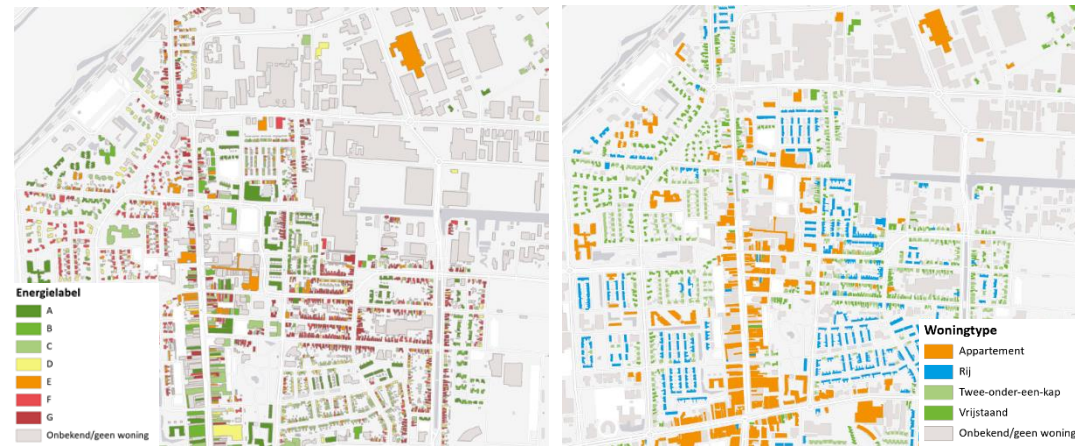 Energielabel
A
B
C
D
E
F
G
Onbekend/geen woning
Woningtype
Appartement
Rij
Twee-onder-een-kap
Vrijstaand
Onbekend/geen woning